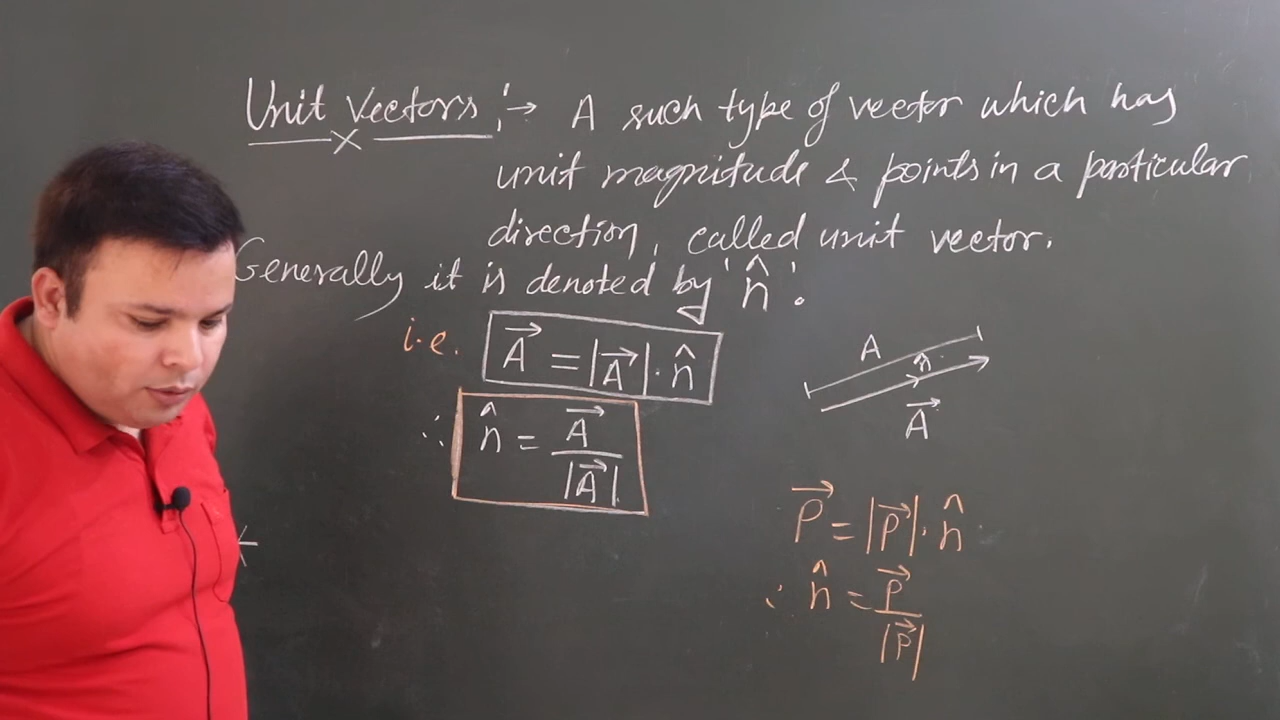 Unit Vectors :→ A such type of vector which has
unit magnitude & points in a particular
direction, called unit vector.
Generally it is denoted by 'n̂'.
i.e. A⃗ = |A⃗| · n̂
∴ n̂ = A⃗ / |A⃗|
A
n̂
A⃗
P⃗ = |P⃗| · n̂
∴ n̂ = P⃗ / |P⃗|